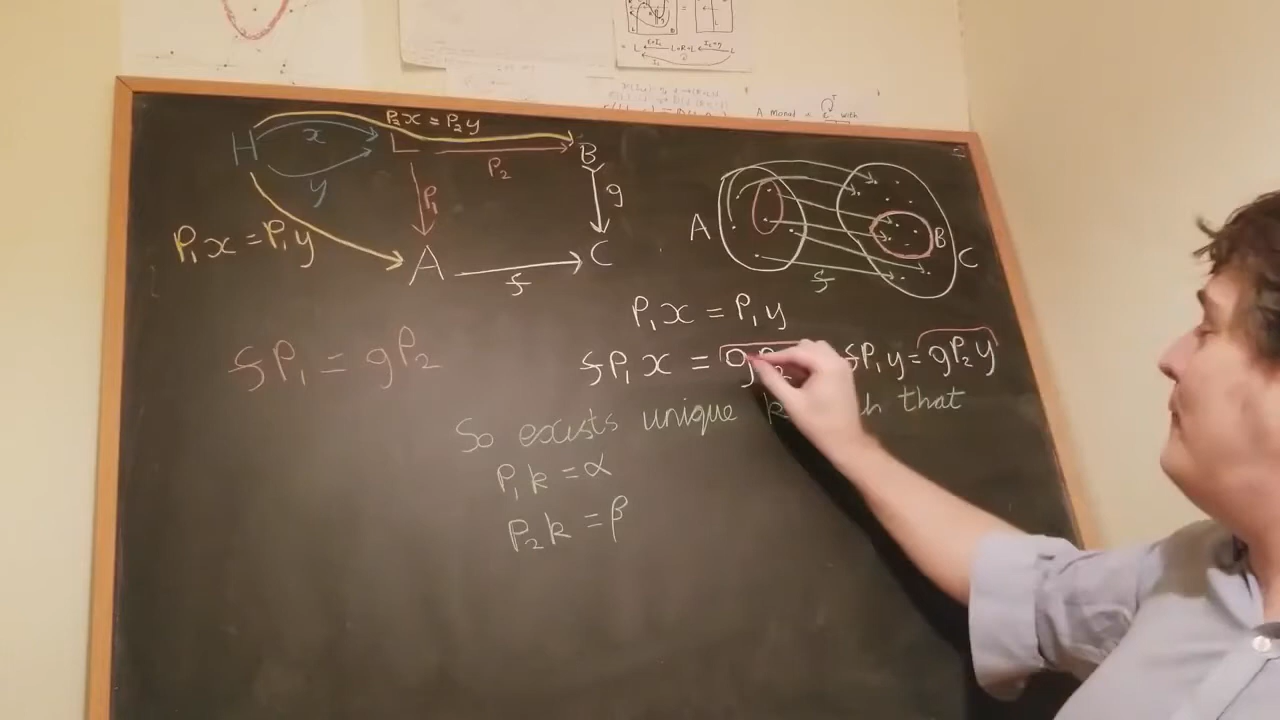 A monad
with
P₂x = P₂y
H
x
y
L
P₂
B
P₁
g
P₁x = P₁y
A
f
C
A
B
C
f
P₁x = P₁y
fP₁ = gP₂
fP₁x = gP₂
fP₁y = gP₂y
So exists unique k that
P₁k = α
P₂k = β